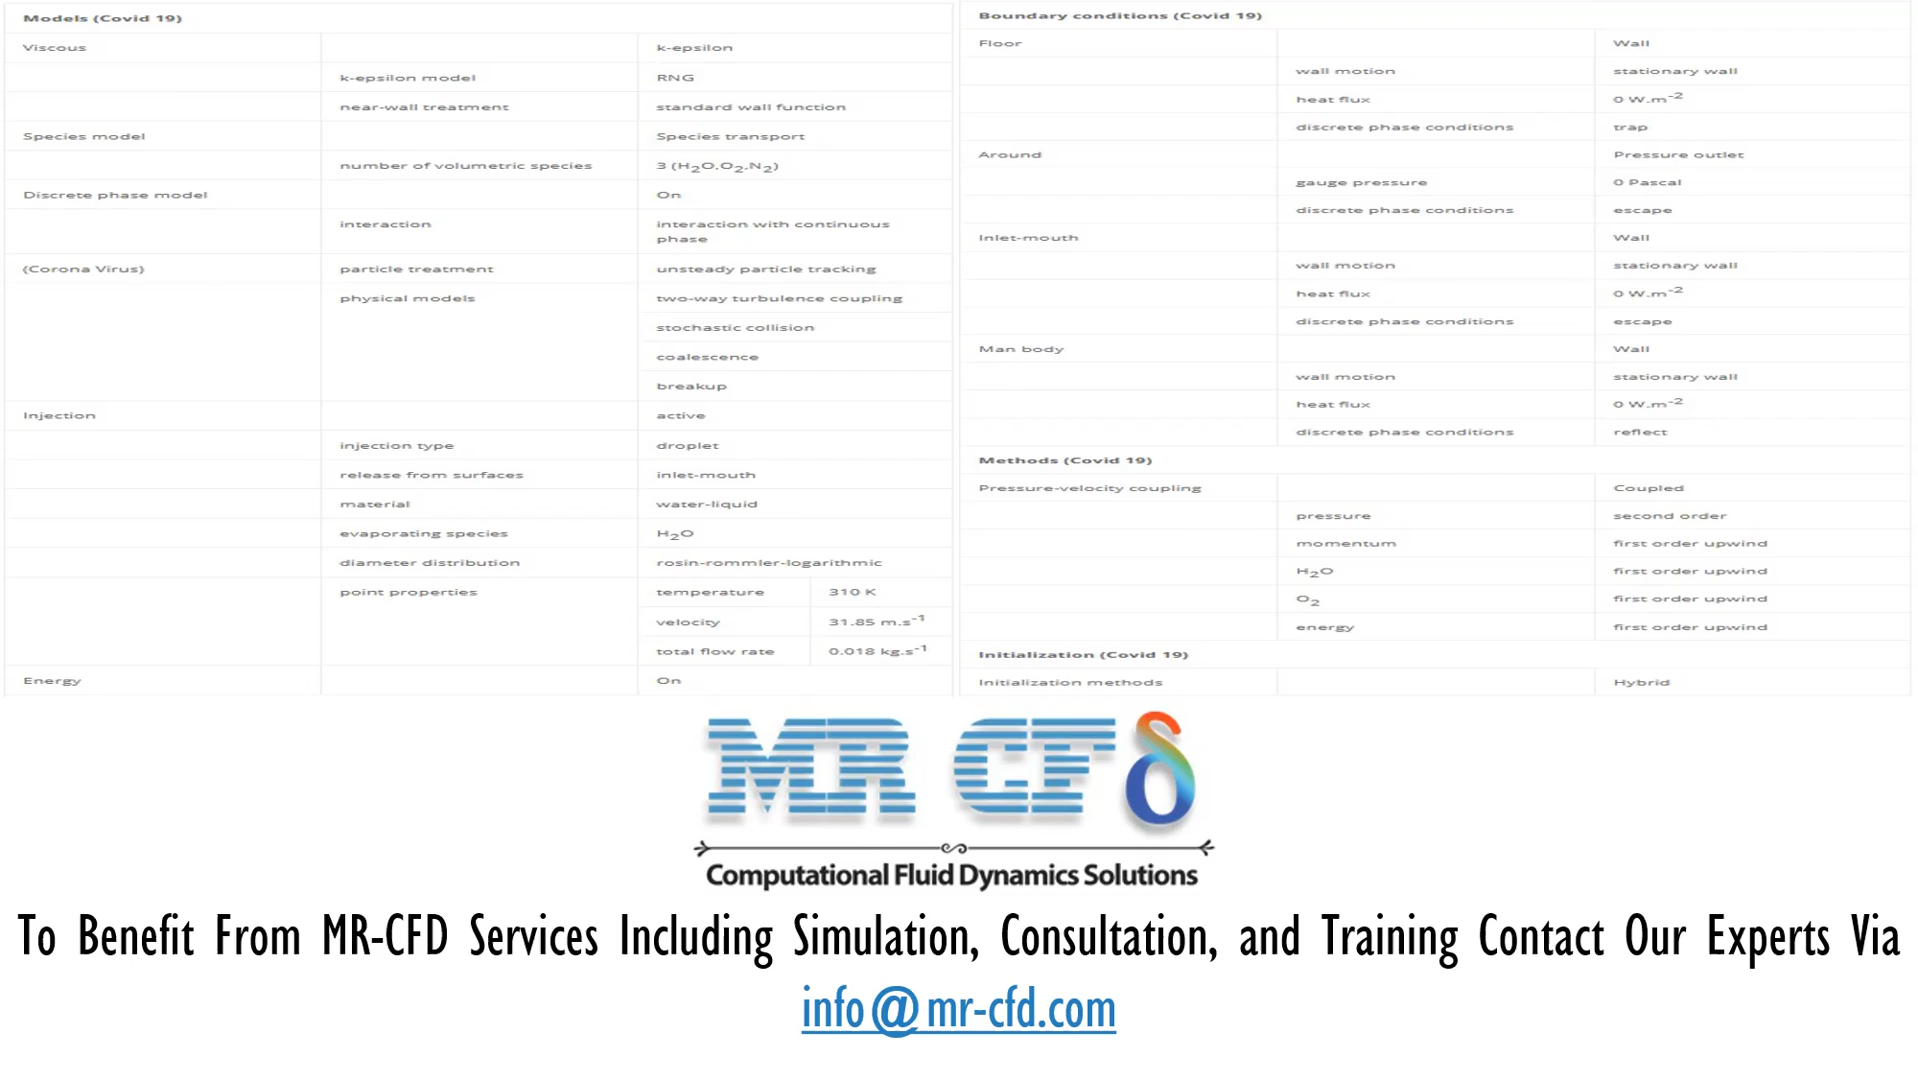 Models (Covid 19)
Viscous k-epsilon
k-epsilon model RNG
near-wall treatment standard wall function
Species model Species transport
number of volumetric species 3 (H₂O,O₂,N₂)
Discrete phase model On
interaction interaction with continuous
phase
(Corona Virus) particle treatment unsteady particle tracking
physical models two-way turbulence coupling
stochastic collision
coalescence
breakup
Injection active
injection type droplet
release from surfaces inlet-mouth
material water-liquid
evaporating species H₂O
diameter distribution rosin-rommler-logarithmic
point properties temperature 310 K
velocity 31.85 m.s⁻¹
total flow rate 0.018 kg.s⁻¹
Energy On
Boundary conditions (Covid 19)
Floor Wall
wall motion stationary wall
heat flux 0 W.m⁻²
discrete phase conditions trap
Around Pressure outlet
gauge pressure 0 Pascal
discrete phase conditions escape
Inlet-mouth Wall
wall motion stationary wall
heat flux 0 W.m⁻²
discrete phase conditions escape
Man body Wall
wall motion stationary wall
heat flux 0 W.m⁻²
discrete phase conditions reflect
Methods (Covid 19)
Pressure-velocity coupling Coupled
pressure second order
momentum first order upwind
H₂O first order upwind
O₂ first order upwind
energy first order upwind
Initialization (Covid 19)
Initialization methods Hybrid
MR CFδ
Computational Fluid Dynamics Solutions
To Benefit From MR-CFD Services Including Simulation, Consultation, and Training Contact Our Experts Via
info@mr-cfd.com